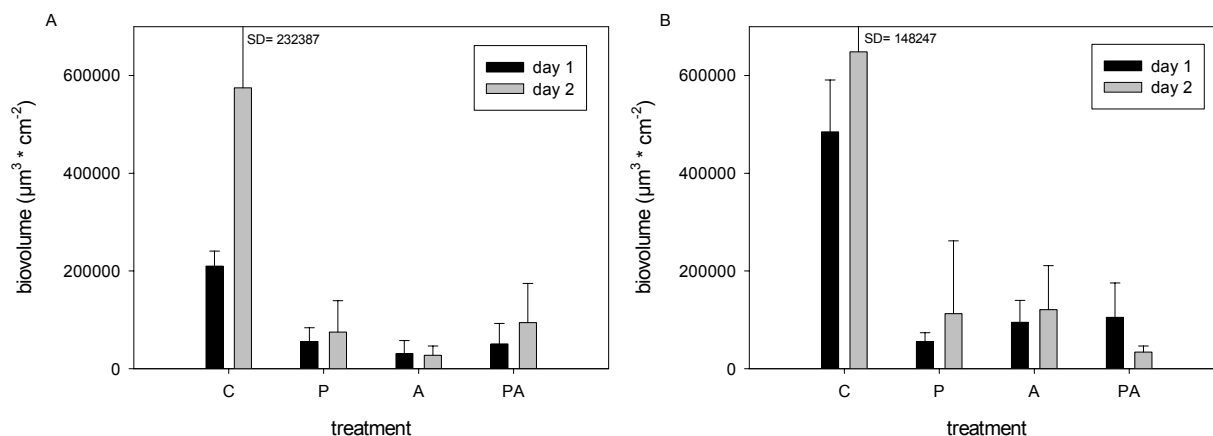 A
SD= 232387
day 1
day 2
600000
400000
200000
0
biovolume (µm³ * cm⁻²)
C P A PA
treatment
B
SD= 148247
day 1
day 2
600000
400000
200000
0
biovolume (µm³ * cm⁻²)
C P A PA
treatment